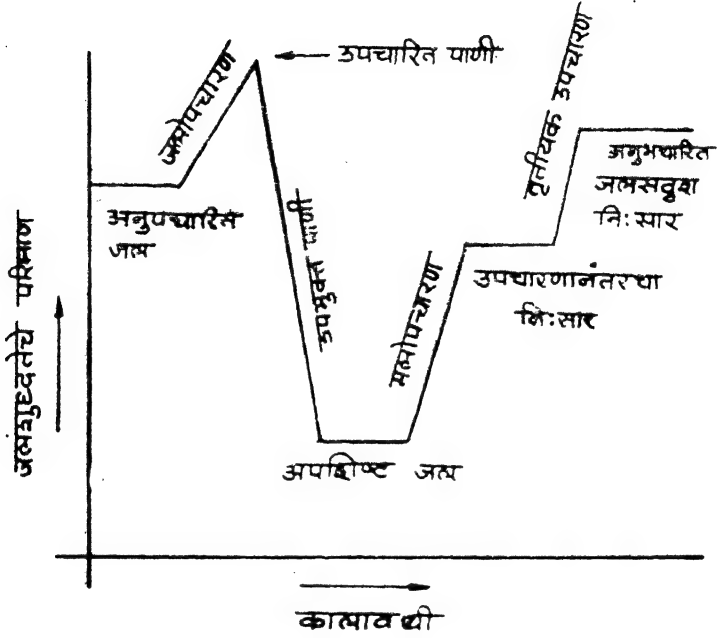 उपचारित पाणी
जलोपचारण
तृतीयक उपचारण
अनुपचारित
जल
उपभुक्त पाणी
मलोपचारण
अनुपचारित
जलसदृश
नि:सार
उपचारणानंतरचा
नि:सार
अपशिष्ट जल
जलशुध्दतेचे परिमाण
कालावधी